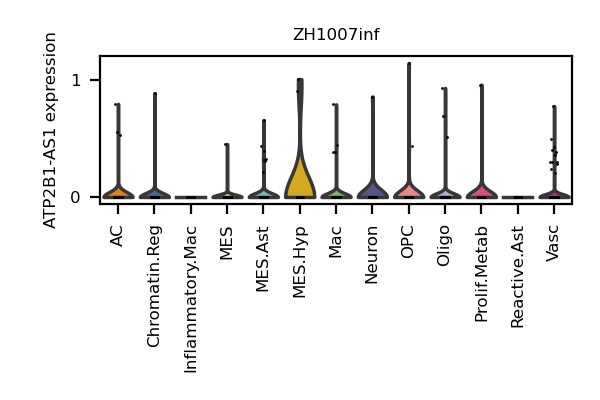 ZH1007inf
ATP2B1-AS1 expression
1
0
AC
Chromatin.Reg
Inflammatory.Mac
MES
MES.Ast
MES.Hyp
Mac
Neuron
OPC
Oligo
Prolif.Metab
Reactive.Ast
Vasc